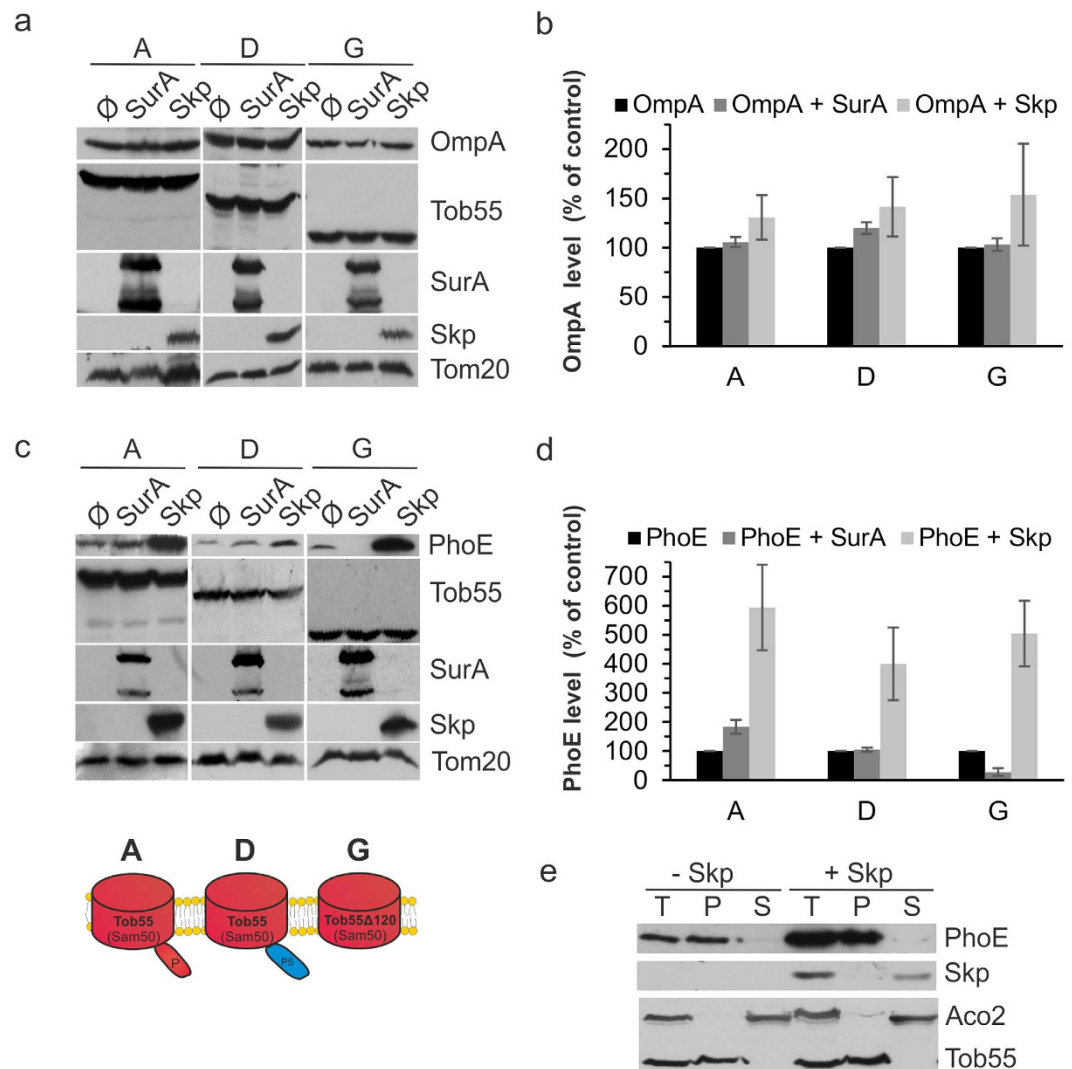 a
A D G
Ø SurA Skp Ø SurA Skp Ø SurA Skp
OmpA
Tob55
SurA
Skp
Tom20
b
OmpA OmpA + SurA OmpA + Skp
OmpA level (% of control)
200
150
100
50
0
A D G
c
A D G
Ø SurA Skp Ø SurA Skp Ø SurA Skp
PhoE
Tob55
SurA
Skp
Tom20
d
PhoE PhoE + SurA PhoE + Skp
PhoE level (% of control)
700
600
500
400
300
200
100
0
A D G
A D G
Tob55 Tob55 Tob55Δ120
(Sam50) (Sam50) (Sam50)
P P5
e
- Skp + Skp
T P S T P S
PhoE
Skp
Aco2
Tob55